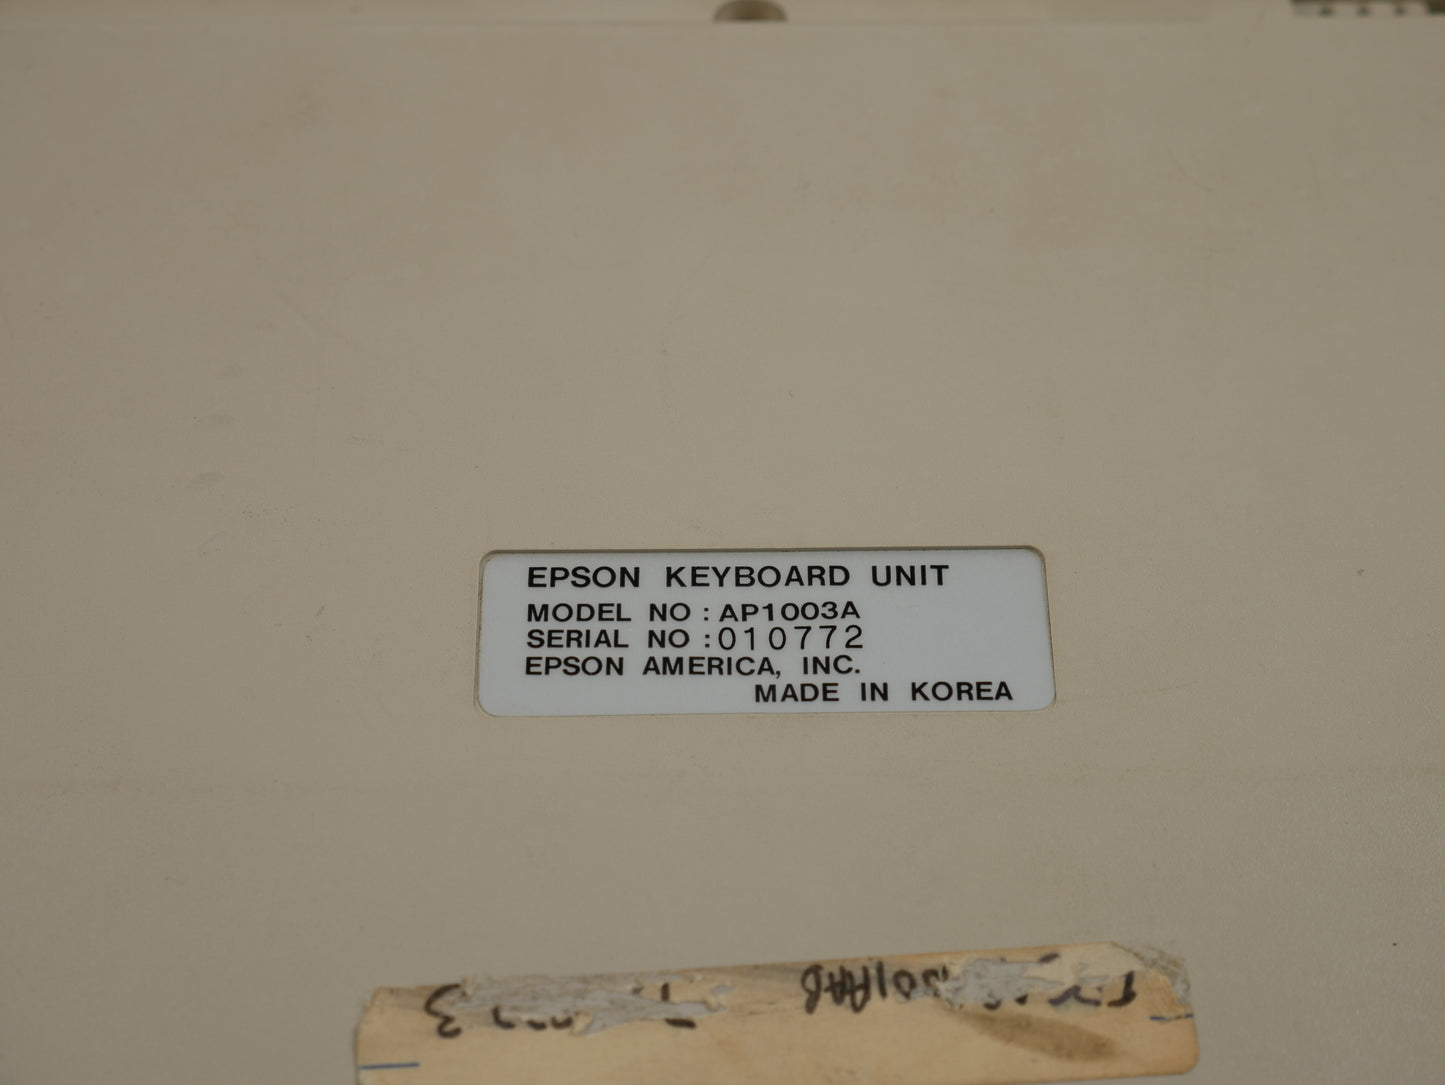 EPSON KEYBOARD UNIT
MODEL NO : AP1003A
SERIAL NO : 010772
EPSON AMERICA, INC.
MADE IN KOREA